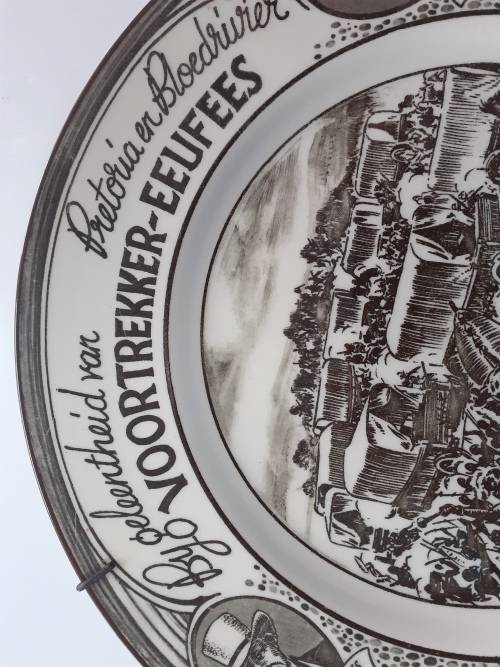 By geleentheid van
VOORTREKKER-EEUFEES
Pretoria en Bloedrivier